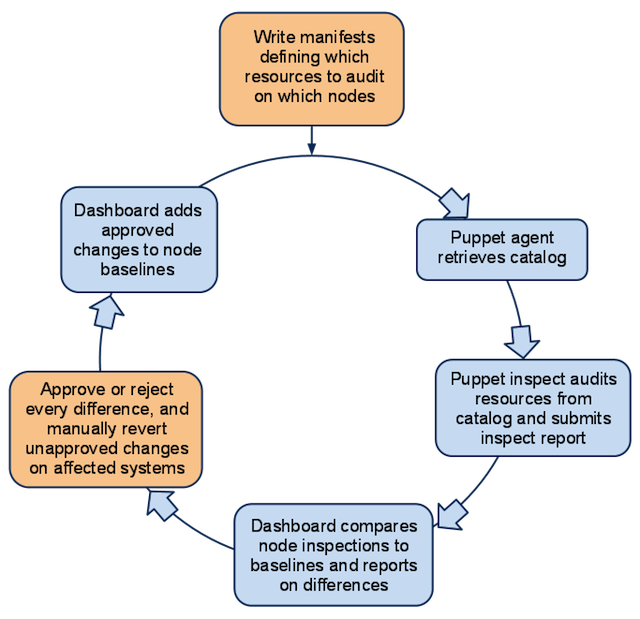 Write manifests
defining which
resources to audit
on which nodes
Dashboard adds
approved
changes to node
baselines
Puppet agent
retrieves catalog
Approve or reject
every difference, and
manually revert
unapproved changes
on affected systems
Puppet inspect audits
resources from
catalog and submits
inspect report
Dashboard compares
node inspections to
baselines and reports
on differences